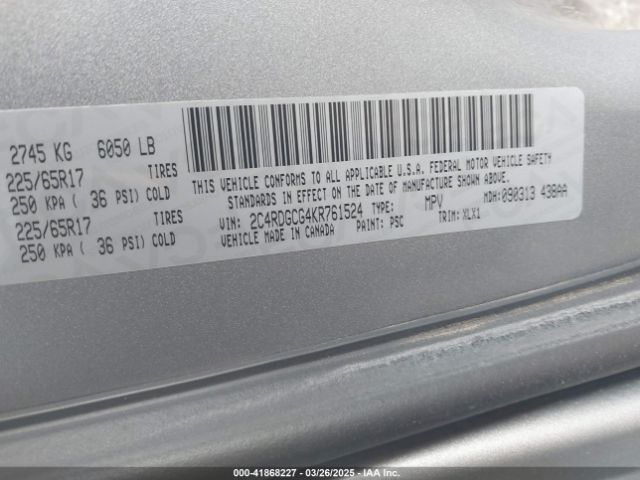 2745 KG 6050 LB
225/65R17 TIRES
250 KPA ( 36 PSI) COLD
225/65R17 TIRES
250 KPA ( 36 PSI) COLD
THIS VEHICLE CONFORMS TO ALL APPLICABLE U.S.A. FEDERAL MOTOR VEHICLE SAFETY
STANDARDS IN EFFECT ON THE DATE OF MANUFACTURE SHOWN ABOVE.
VIN: 2C4RDGCG4KR761524 TYPE: MPV MDH: 090313 438AA
VEHICLE MADE IN CANADA PAINT: PSC TRIM: XLX1
000-41868227 | 03/26/2025 | IAA Inc.